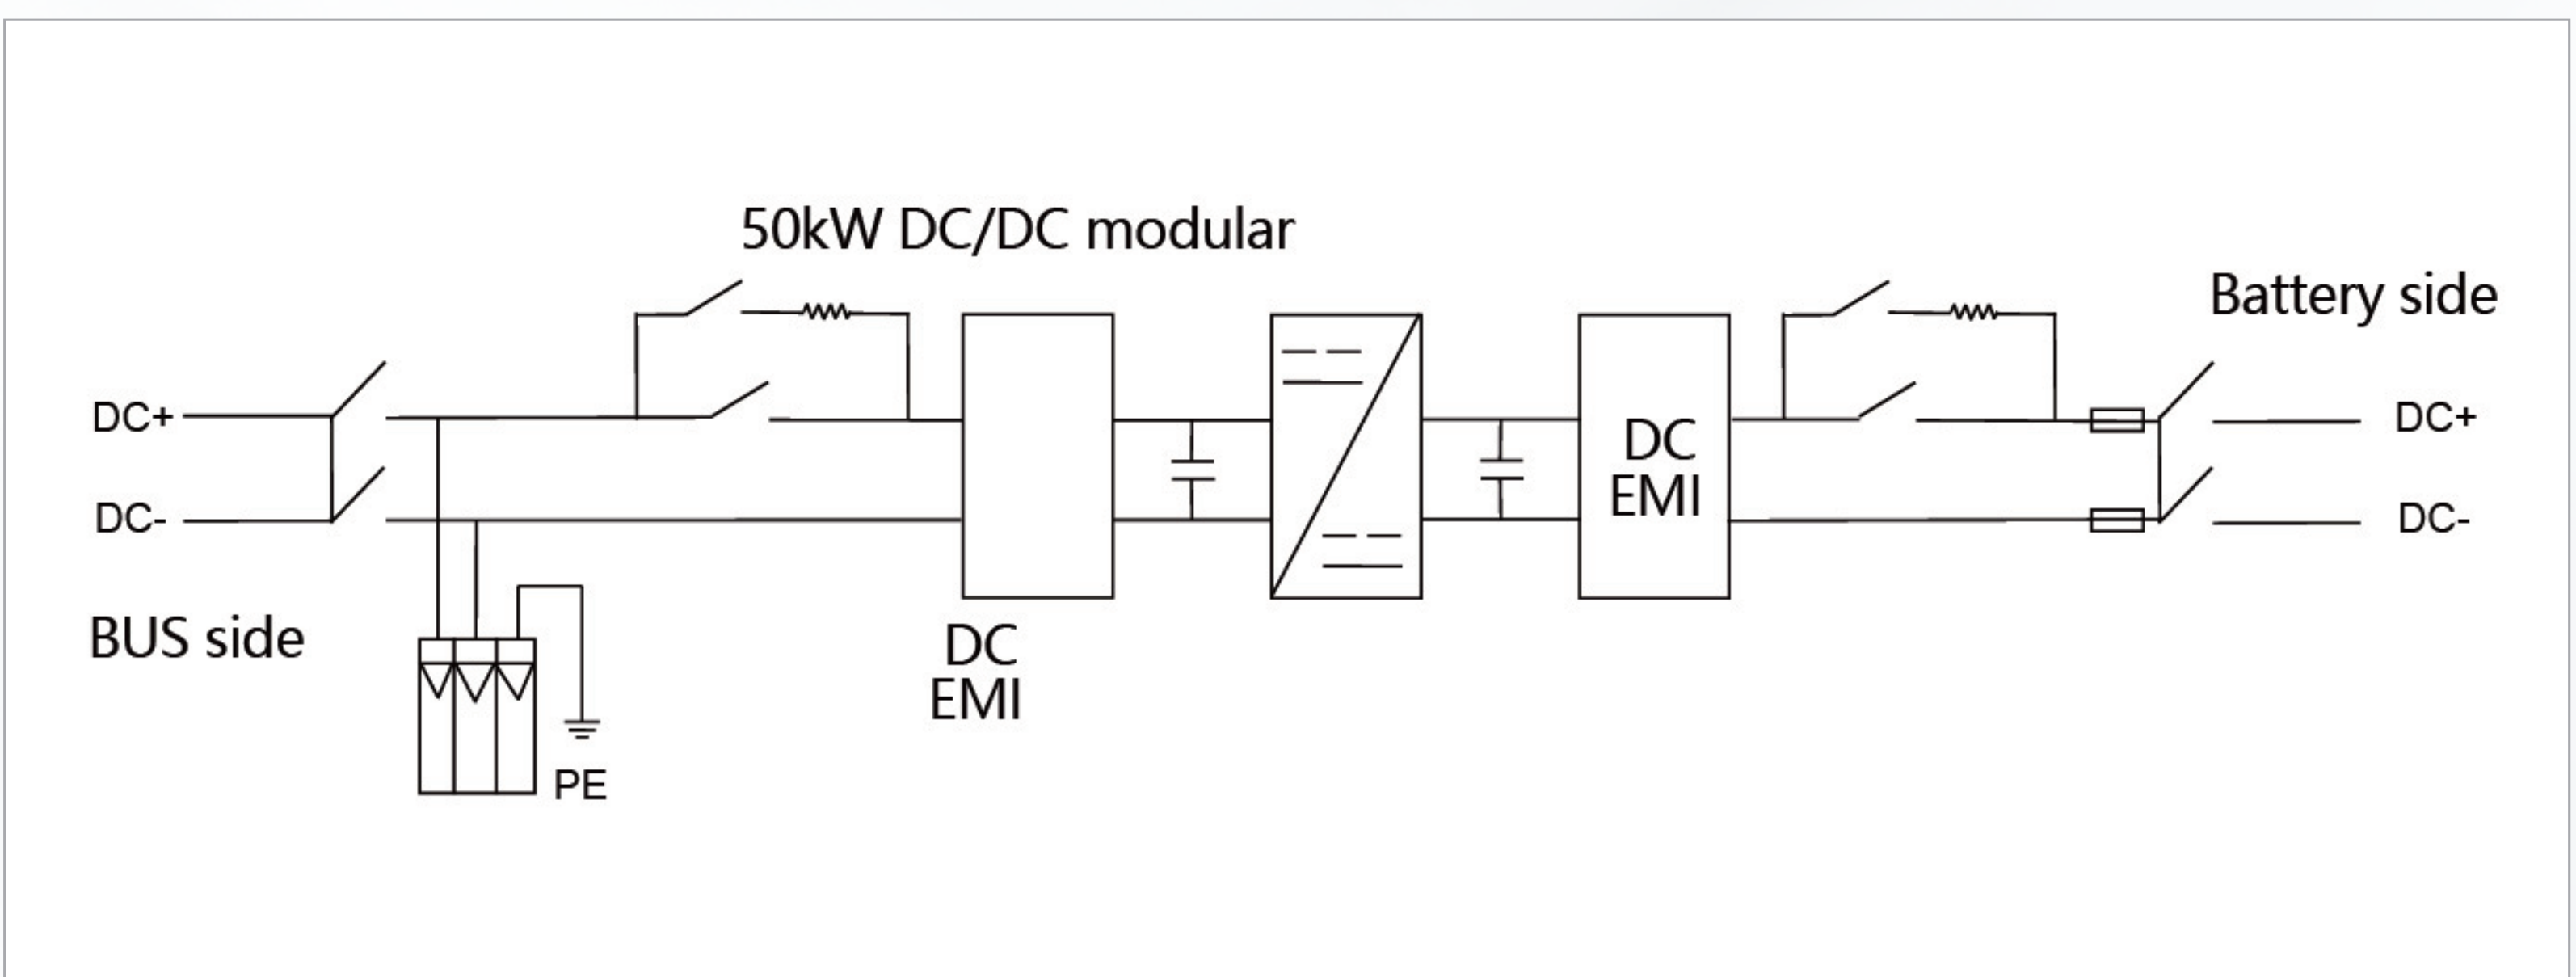 50kW DC/DC modular
Battery side
DC+
DC+
DC
EMI
DC-
DC-
BUS side
DC
EMI
PE